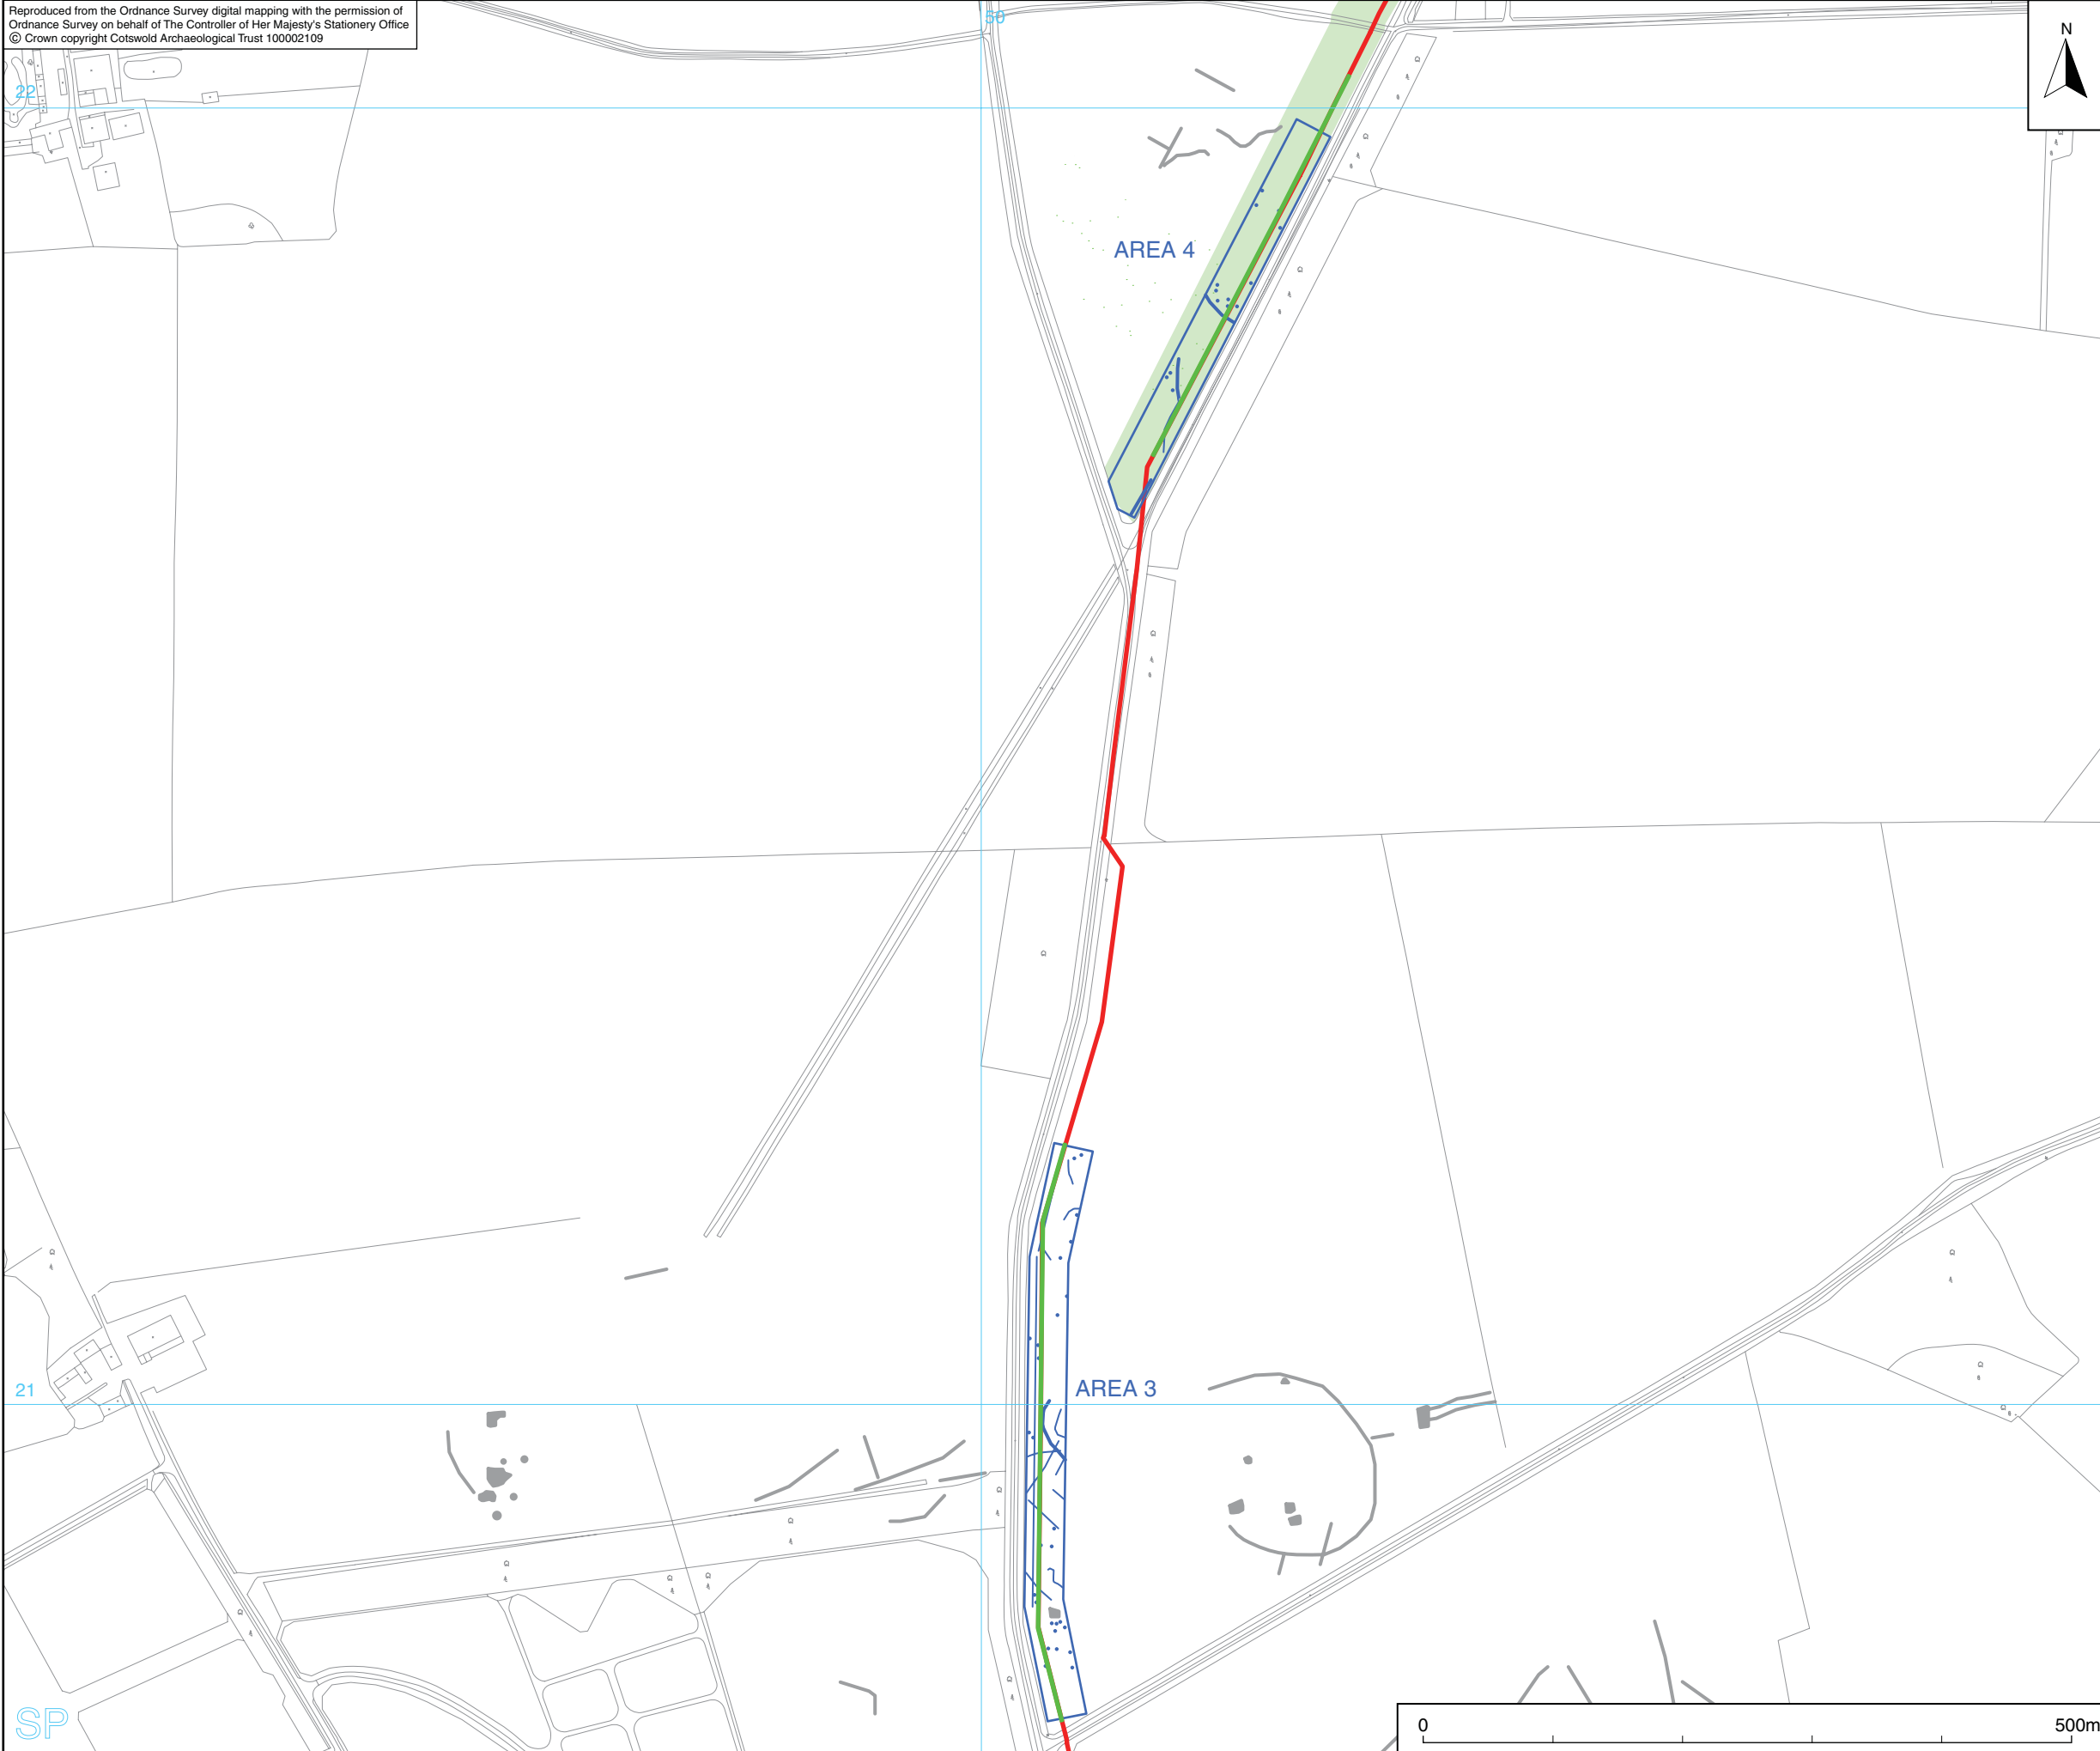 Reproduced from the Ordnance Survey digital mapping with the permission of
Ordnance Survey on behalf of The Controller of Her Majesty's Stationery Office
© Crown copyright Cotswold Archaeological Trust 100002109
50
N
22
AREA 4
AREA 3
21
SP
0 500m